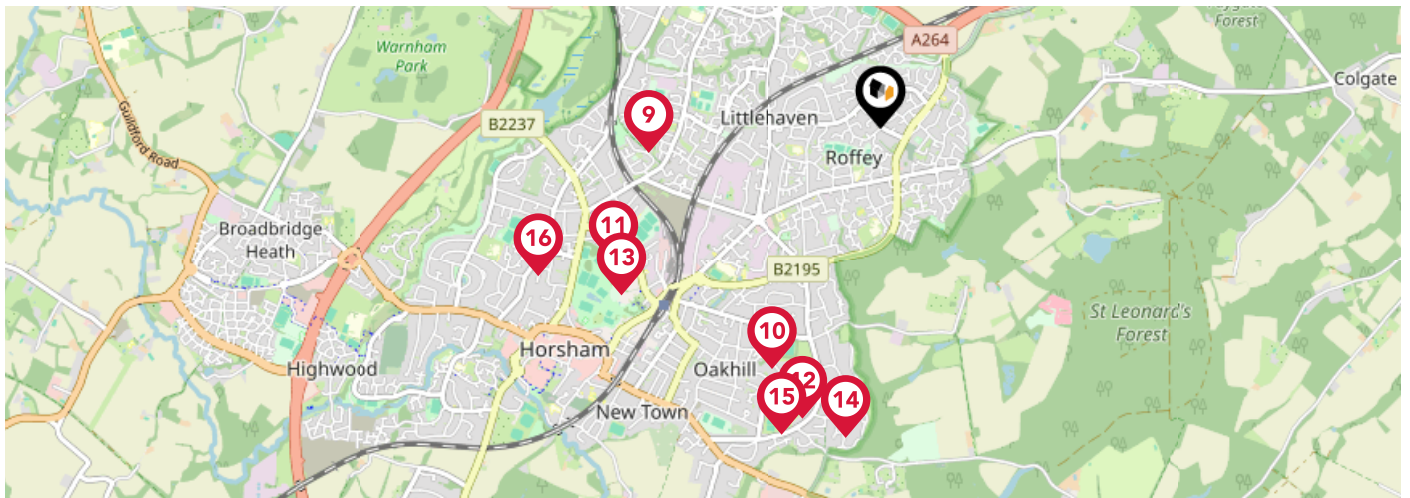 Forest
Warnham
Park
A264
Colgate
Guildford Road
9
Littlehaven
B2237
Roffey
Broadbridge
Heath
11
16
13
B2195
St Leonard's
Forest
10
Horsham
Highwood
Oakhill
12
15
14
New Town